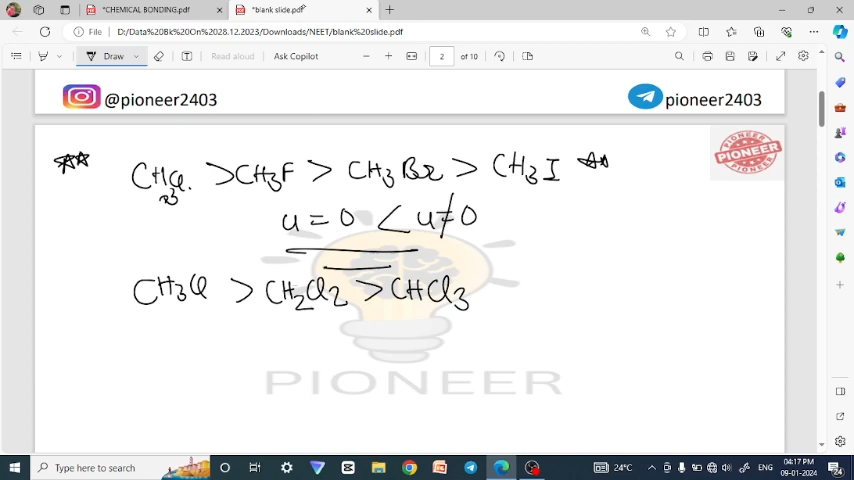 *CHEMICAL BONDING.pdf
*blank slide.pdf
File
D:/Data%20Bk%20On%2028.12.2023/Downloads/NEET/blank%20slide.pdf
Draw
Read aloud
Ask Copilot
2
of 10
@pioneer2403
pioneer2403
PIONEER
CH3Cl > CH3F > CH3Br > CH3I
u = 0 < u ≠ 0
CH3Cl > CH2Cl2 > CHCl3
PIONEER
Type here to search
24°C
ENG
04:17 PM
09-01-2024
24